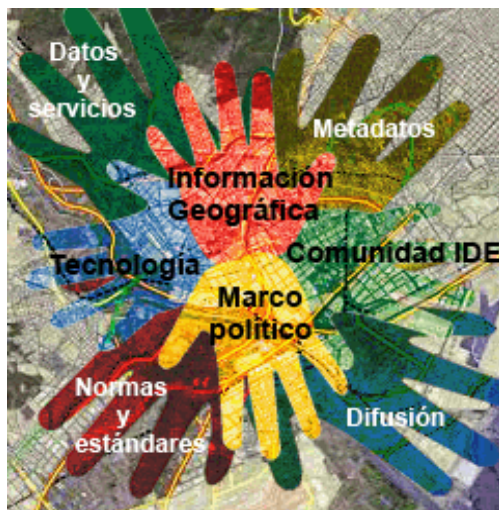 Datos
y
servicios
Metadatos
Información
Geográfica
Tecnología
Comunidad IDE
Marco
político
Normas
y
estándares
Difusión